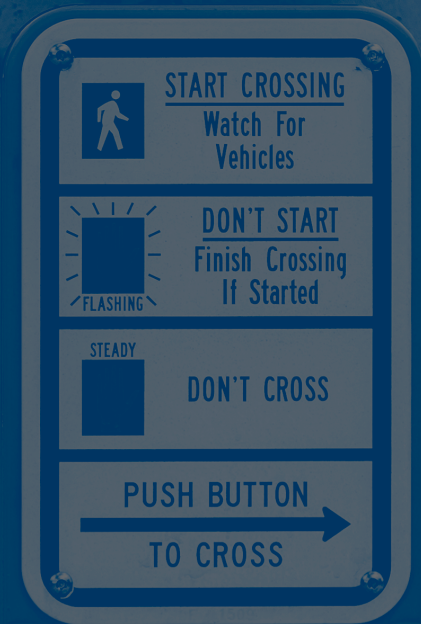 START CROSSING
Watch For
Vehicles
DON'T START
Finish Crossing
If Started
FLASHING
STEADY
DON'T CROSS
PUSH BUTTON
TO CROSS